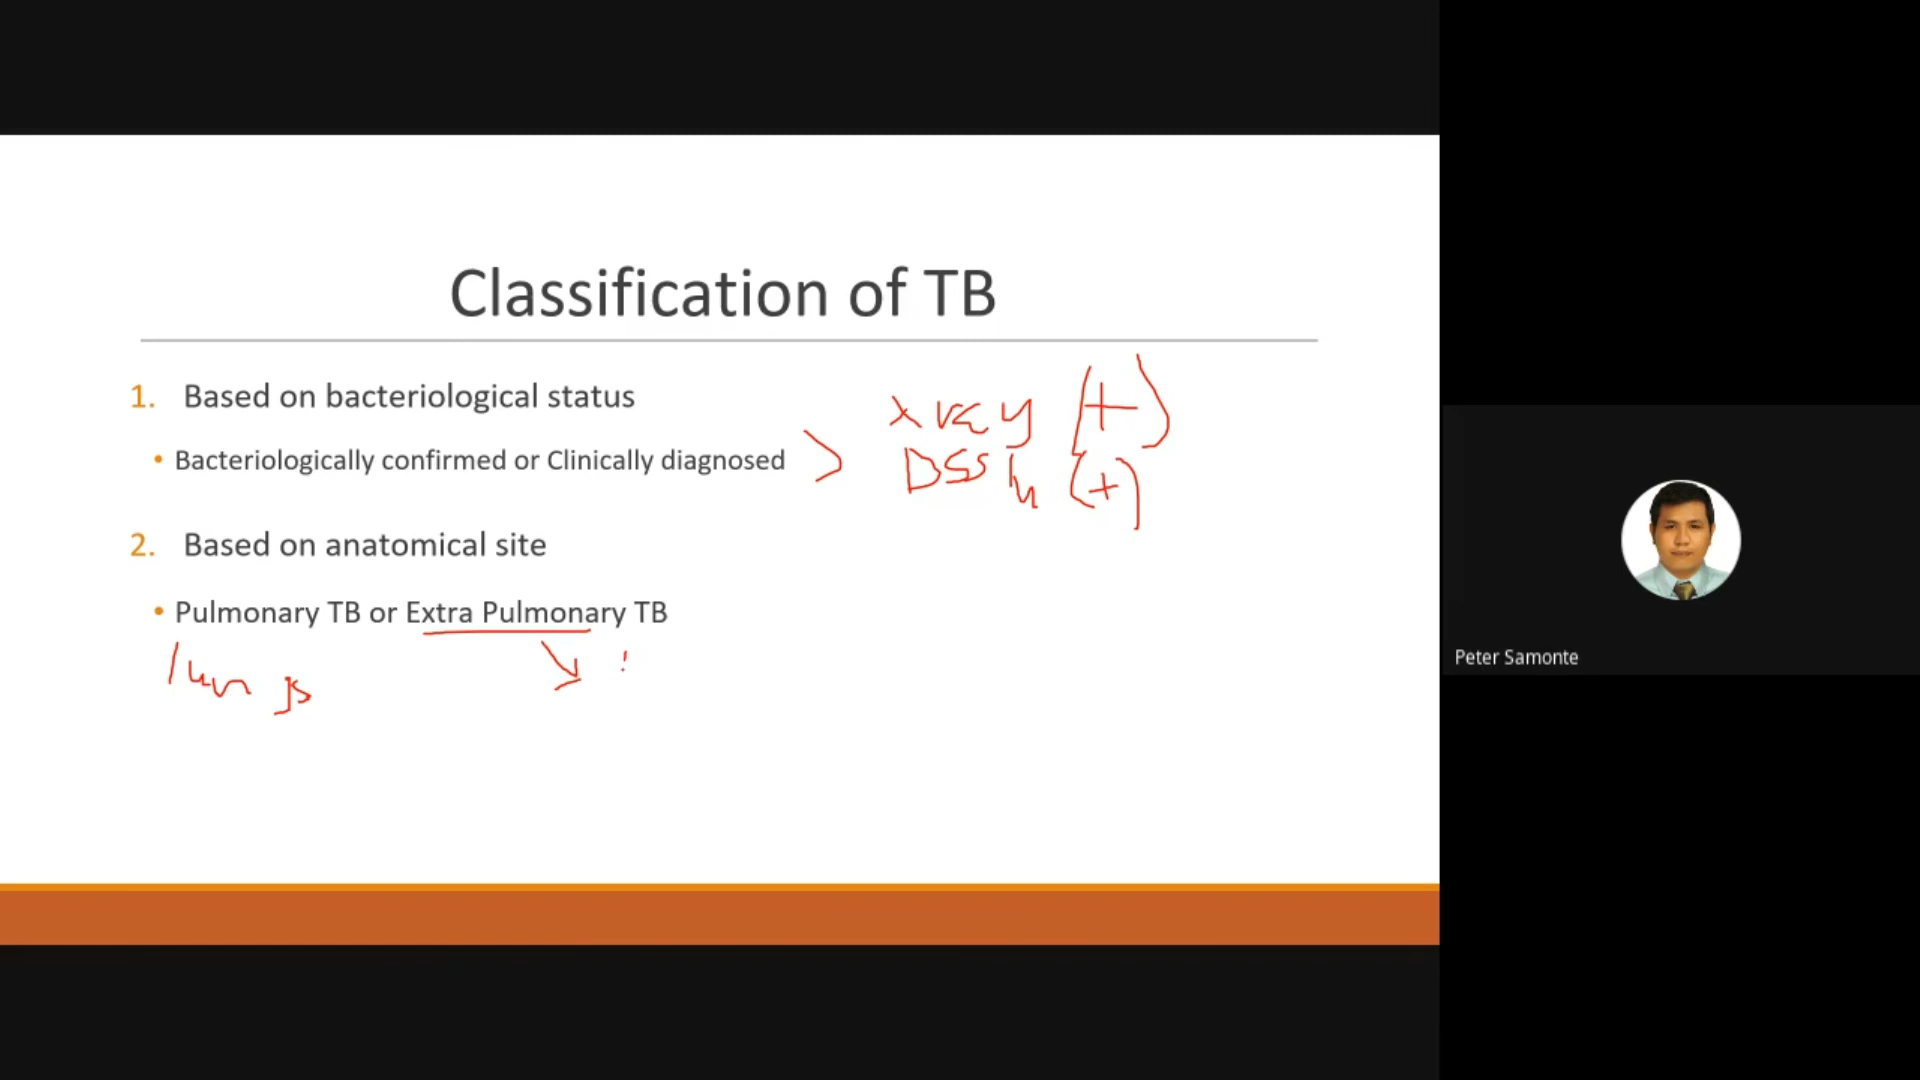 Classification of TB
1. Based on bacteriological status
• Bacteriologically confirmed or Clinically diagnosed
xray (+)
DSSM (+)
2. Based on anatomical site
• Pulmonary TB or Extra Pulmonary TB
lungs
Peter Samonte